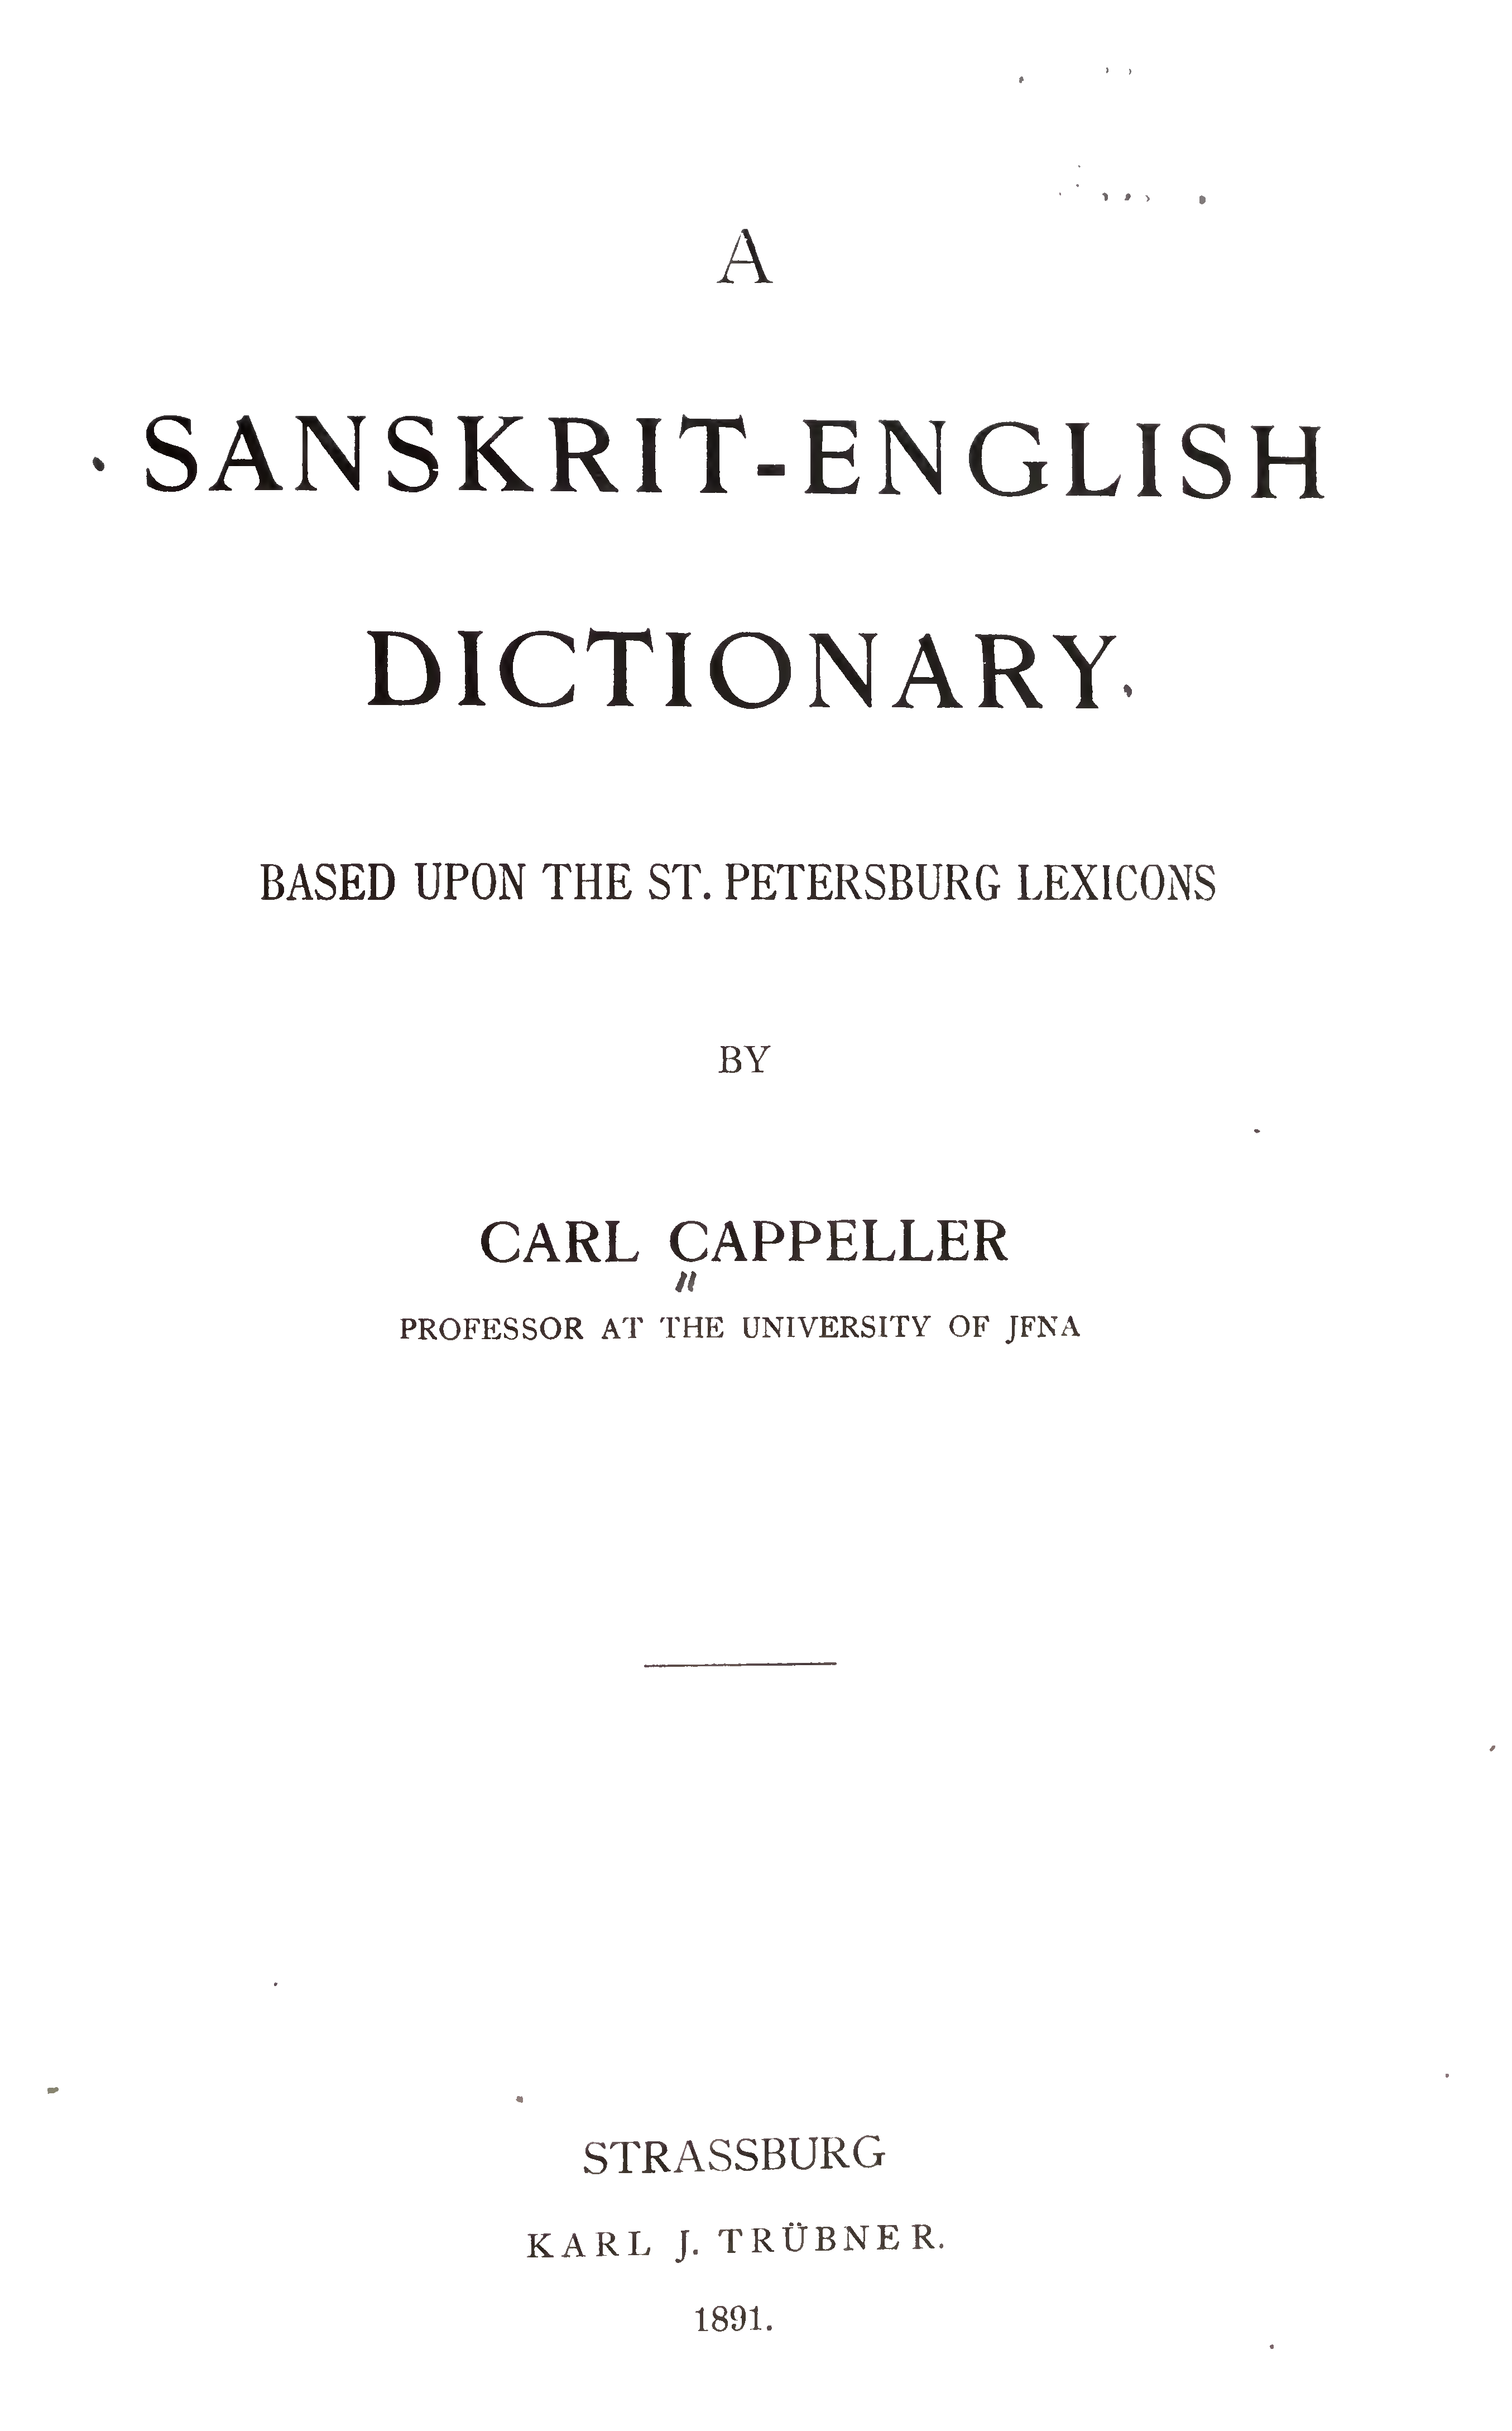 A
SANSKRIT-ENGLISH
DICTIONARY.
BASED UPON THE ST. PETERSBURG LEXICONS
BY
CARL CAPPELLER
PROFESSOR AT THE UNIVERSITY OF JENA
STRASSBURG
KARL J. TRÜBNER.
1891.